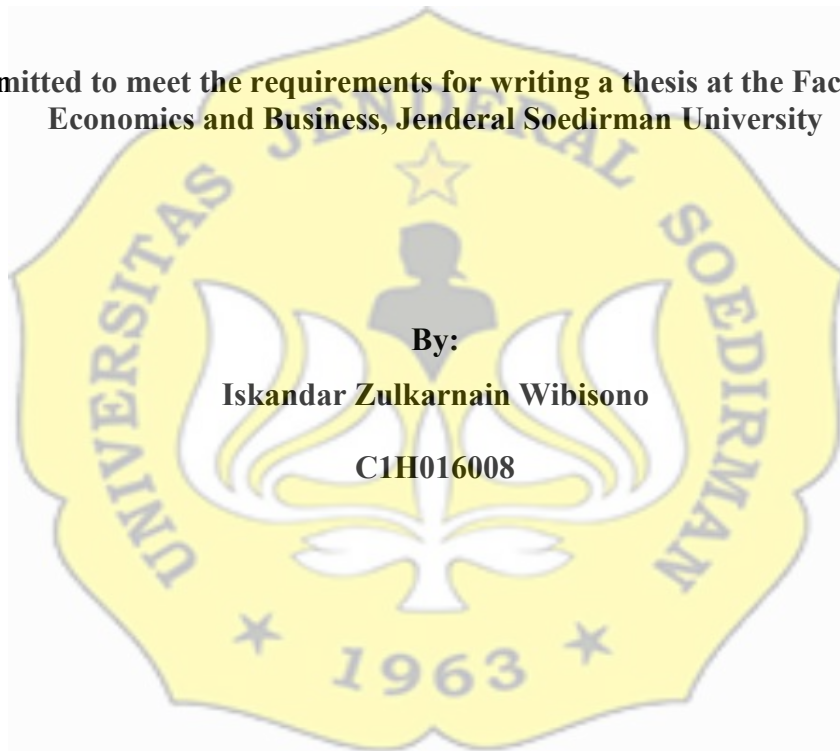 mitted to meet the requirements for writing a thesis at the Fac
Economics and Business, Jenderal Soedirman University
UNIVERSITAS JENDERAL SOEDIRMAN
By:
Iskandar Zulkarnain Wibisono
C1H016008
1963